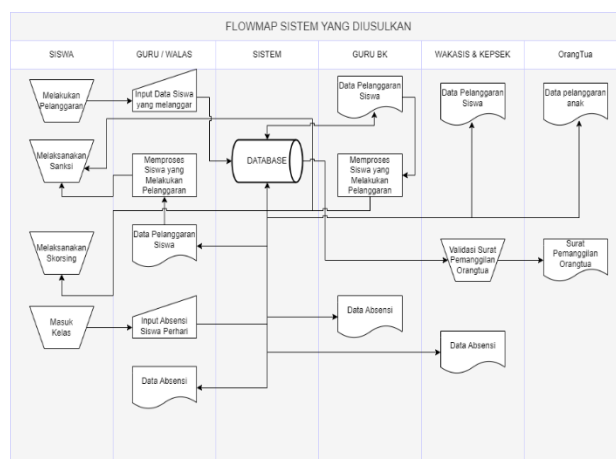 FLOWMAP SISTEM YANG DIUSULKAN
SISWA
GURU / WALAS
SISTEM
GURU BK
WAKASIS & KEPSEK
OrangTua
Melakukan
Pelanggaran
Input Data Siswa
yang melanggar
Data Pelanggaran
Siswa
Data Pelanggaran
Siswa
Data pelanggaran
anak
Melaksanakan
Sanksi
Memproses
Siswa yang
Melakukan
Pelanggaran
DATABASE
Memproses
Siswa yang
Melakukan
Pelanggaran
Melaksanakan
Skorsing
Data Pelanggaran
Siswa
Validasi Surat
Pemanggilan
Orangtua
Surat
Pemanggilan
Orangtua
Masuk
Kelas
Input Absensi
Siswa Perhari
Data Absensi
Data Absensi
Data Absensi